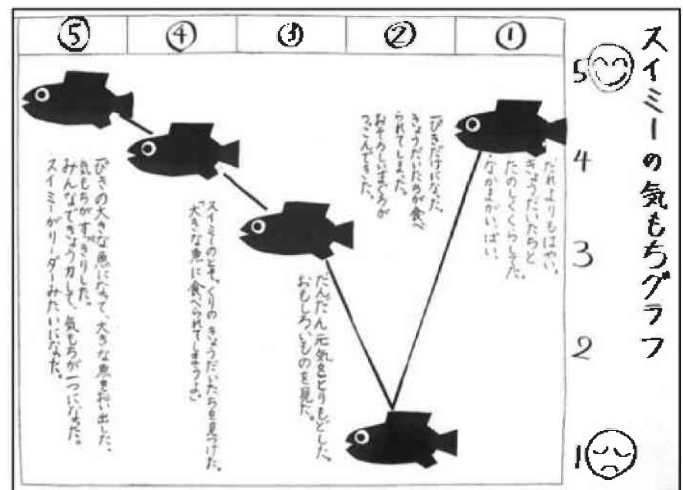 スイミーの気もちグラフ
5
4
3
2
1
①
②
③
④
⑤
だれよりもはやい。
きょうだいたちと
たのしくくらしてた。
なかまがいっぱい。
一ぴきだけになった。
きょうだいたちが食べ
られてしまった。
おそろしいまぐろが
つっこんできた。
だんだん元気をとりもどした。
おもしろいものを見た。
スイミーのとそっくりのきょうだいたちを見つけた。
大きな魚に食べられてしまうよ。
一ぴきの大きな魚になって、大きな魚を追い出した。
気もちがすっきりした。
みんなできょう力して、気もちが一つになった。
スイミーがリーダーみたいになった。